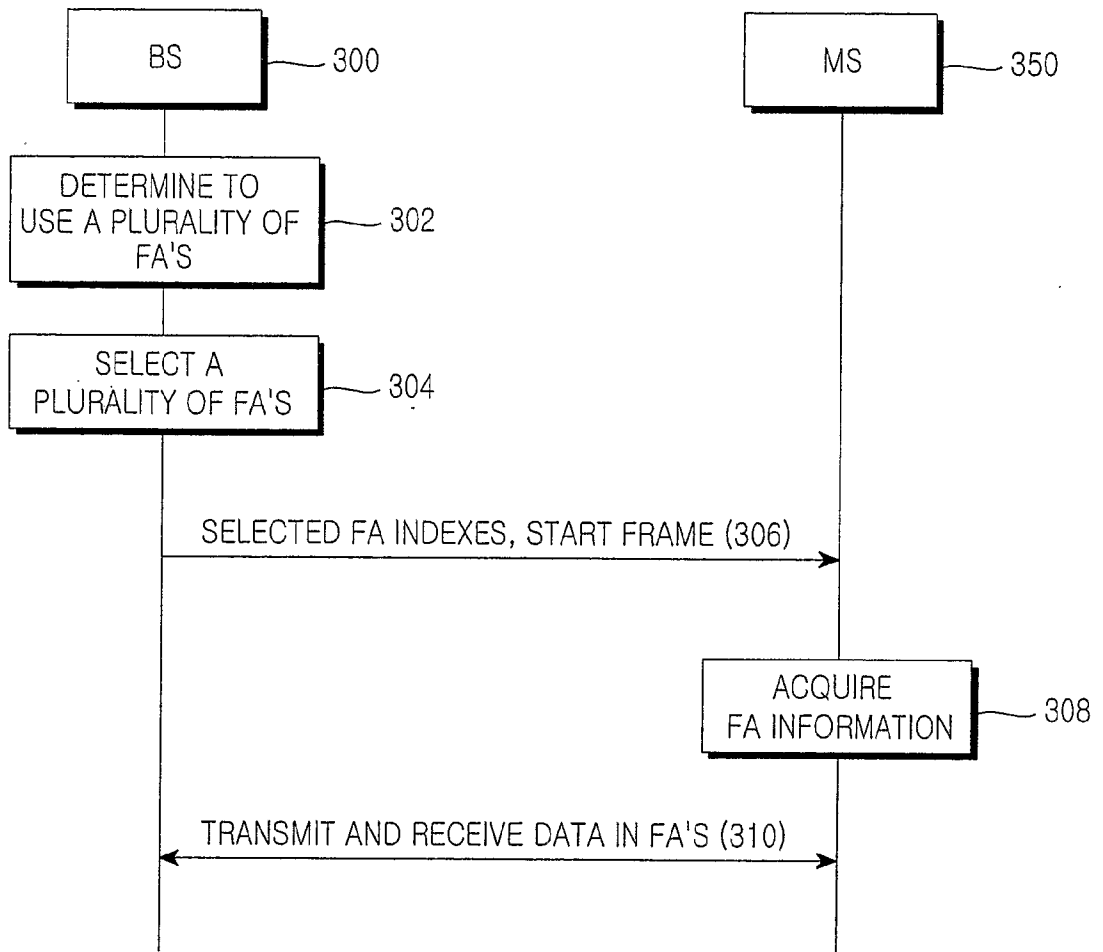 BS
300
MS
350
DETERMINE TO
USE A PLURALITY OF
FA'S
302
SELECT A
PLURALITY OF FA'S
304
SELECTED FA INDEXES, START FRAME (306)
ACQUIRE
FA INFORMATION
308
TRANSMIT AND RECEIVE DATA IN FA'S (310)